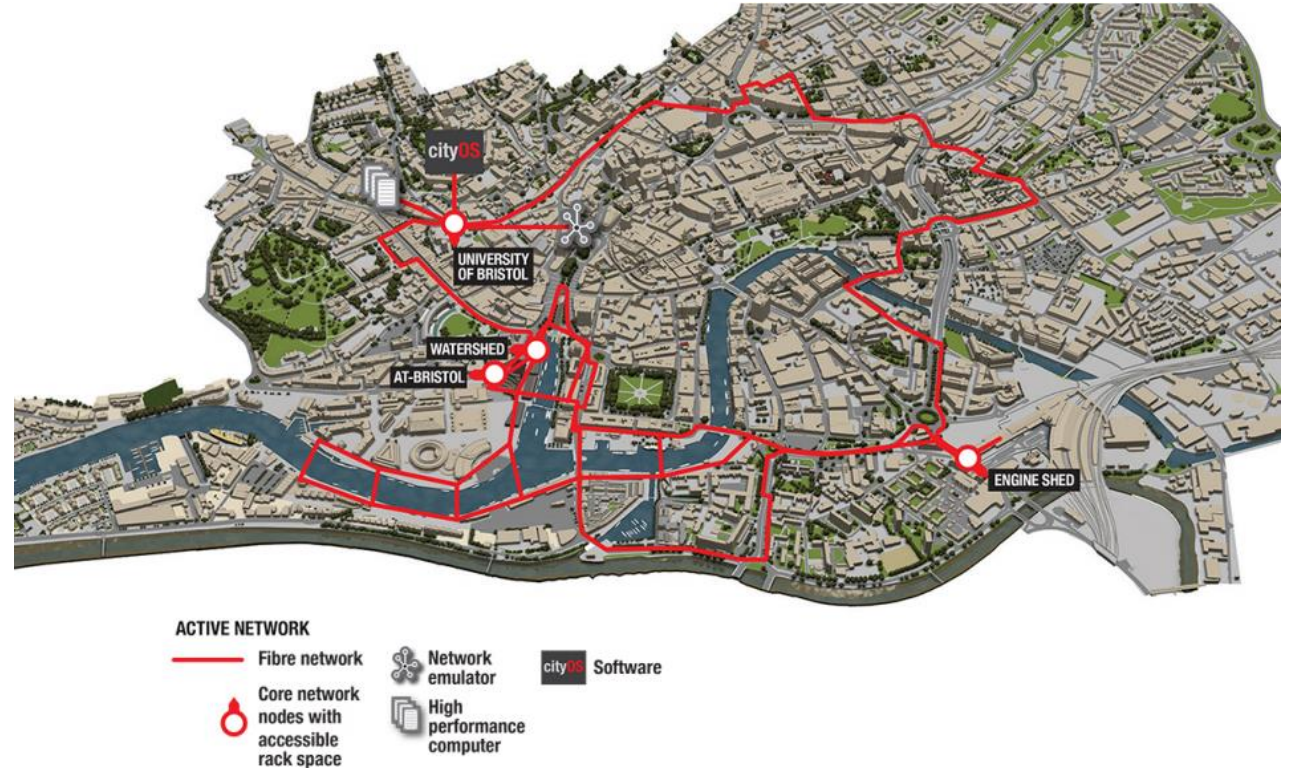 cityOS
UNIVERSITY
OF BRISTOL
WATERSHED
AT-BRISTOL
ENGINE SHED
ACTIVE NETWORK
Fibre network
Core network
nodes with
accessible
rack space
Network
emulator
High
performance
computer
cityOS
Software